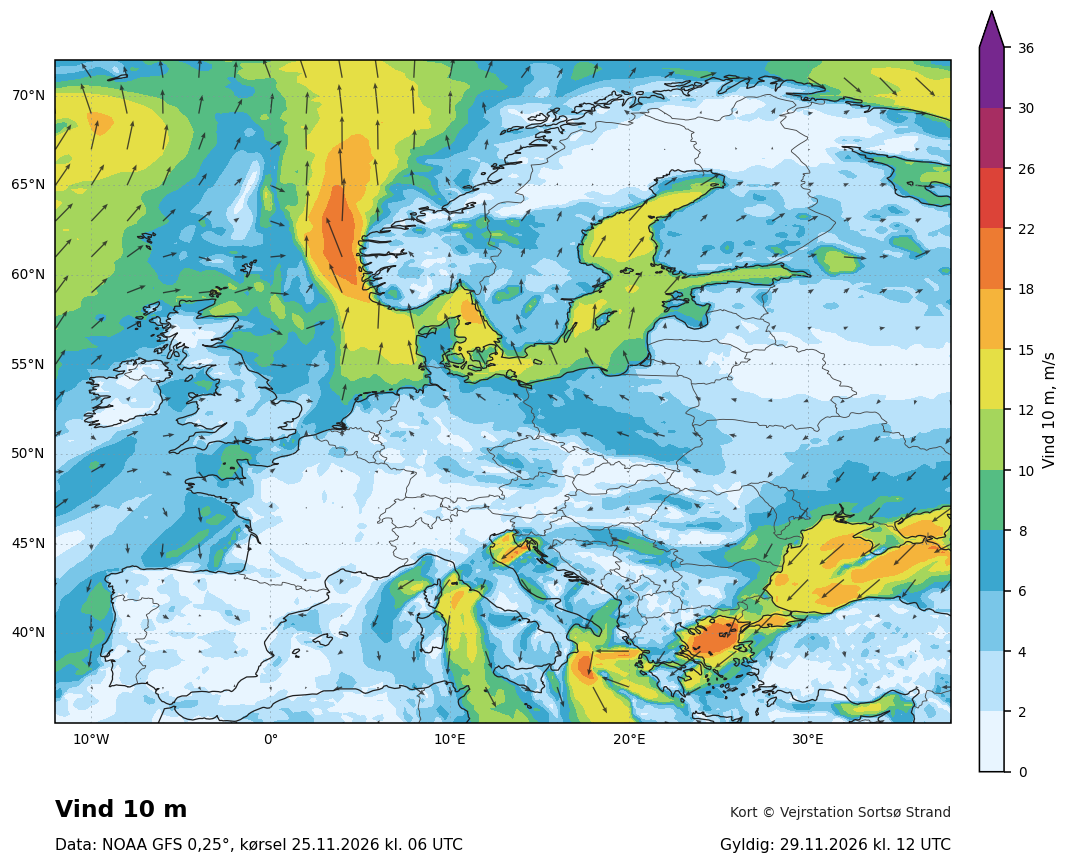 36
30
26
22
18
15
12
10
8
6
4
2
0
Vind 10 m, m/s
70°N
65°N
60°N
55°N
50°N
45°N
40°N
10°W
0°
10°E
20°E
30°E
Vind 10 m
Kort © Vejrstation Sortsø Strand
Data: NOAA GFS 0,25°, kørsel 25.11.2026 kl. 06 UTC
Gyldig: 29.11.2026 kl. 12 UTC